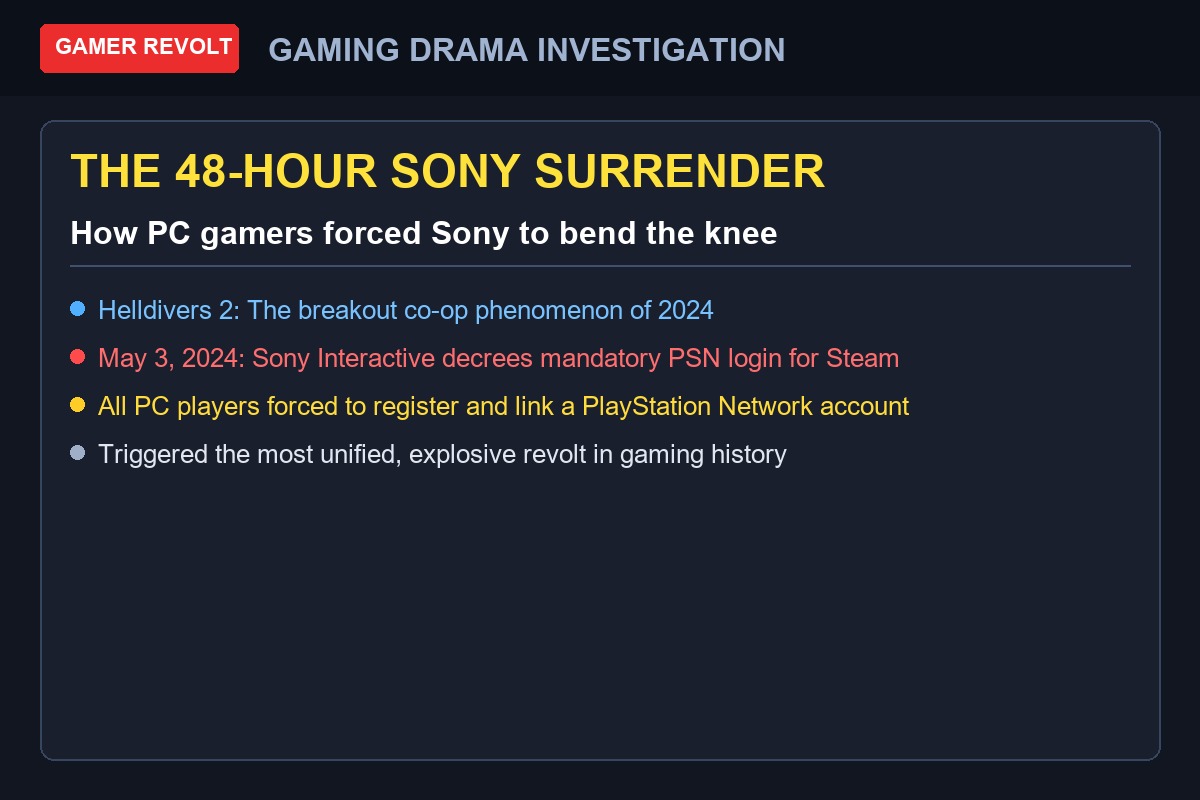 GAMER REVOLT
GAMING DRAMA INVESTIGATION
THE 48-HOUR SONY SURRENDER
How PC gamers forced Sony to bend the knee
Helldivers 2: The breakout co-op phenomenon of 2024
May 3, 2024: Sony Interactive decrees mandatory PSN login for Steam
All PC players forced to register and link a PlayStation Network account
Triggered the most unified, explosive revolt in gaming history